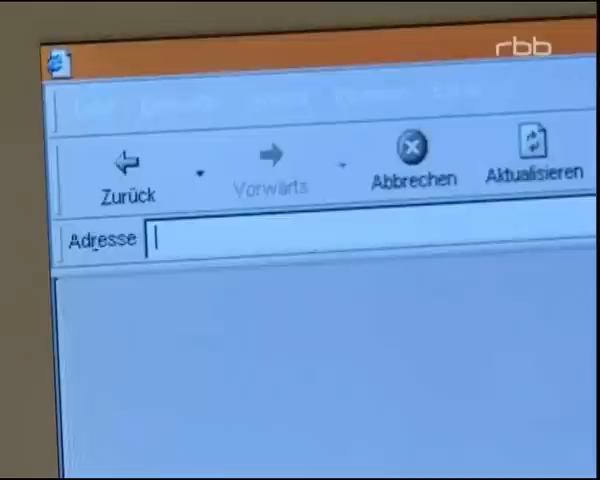 rbb
Zurück
Vorwärts
Abbrechen
Aktualisieren
Adresse